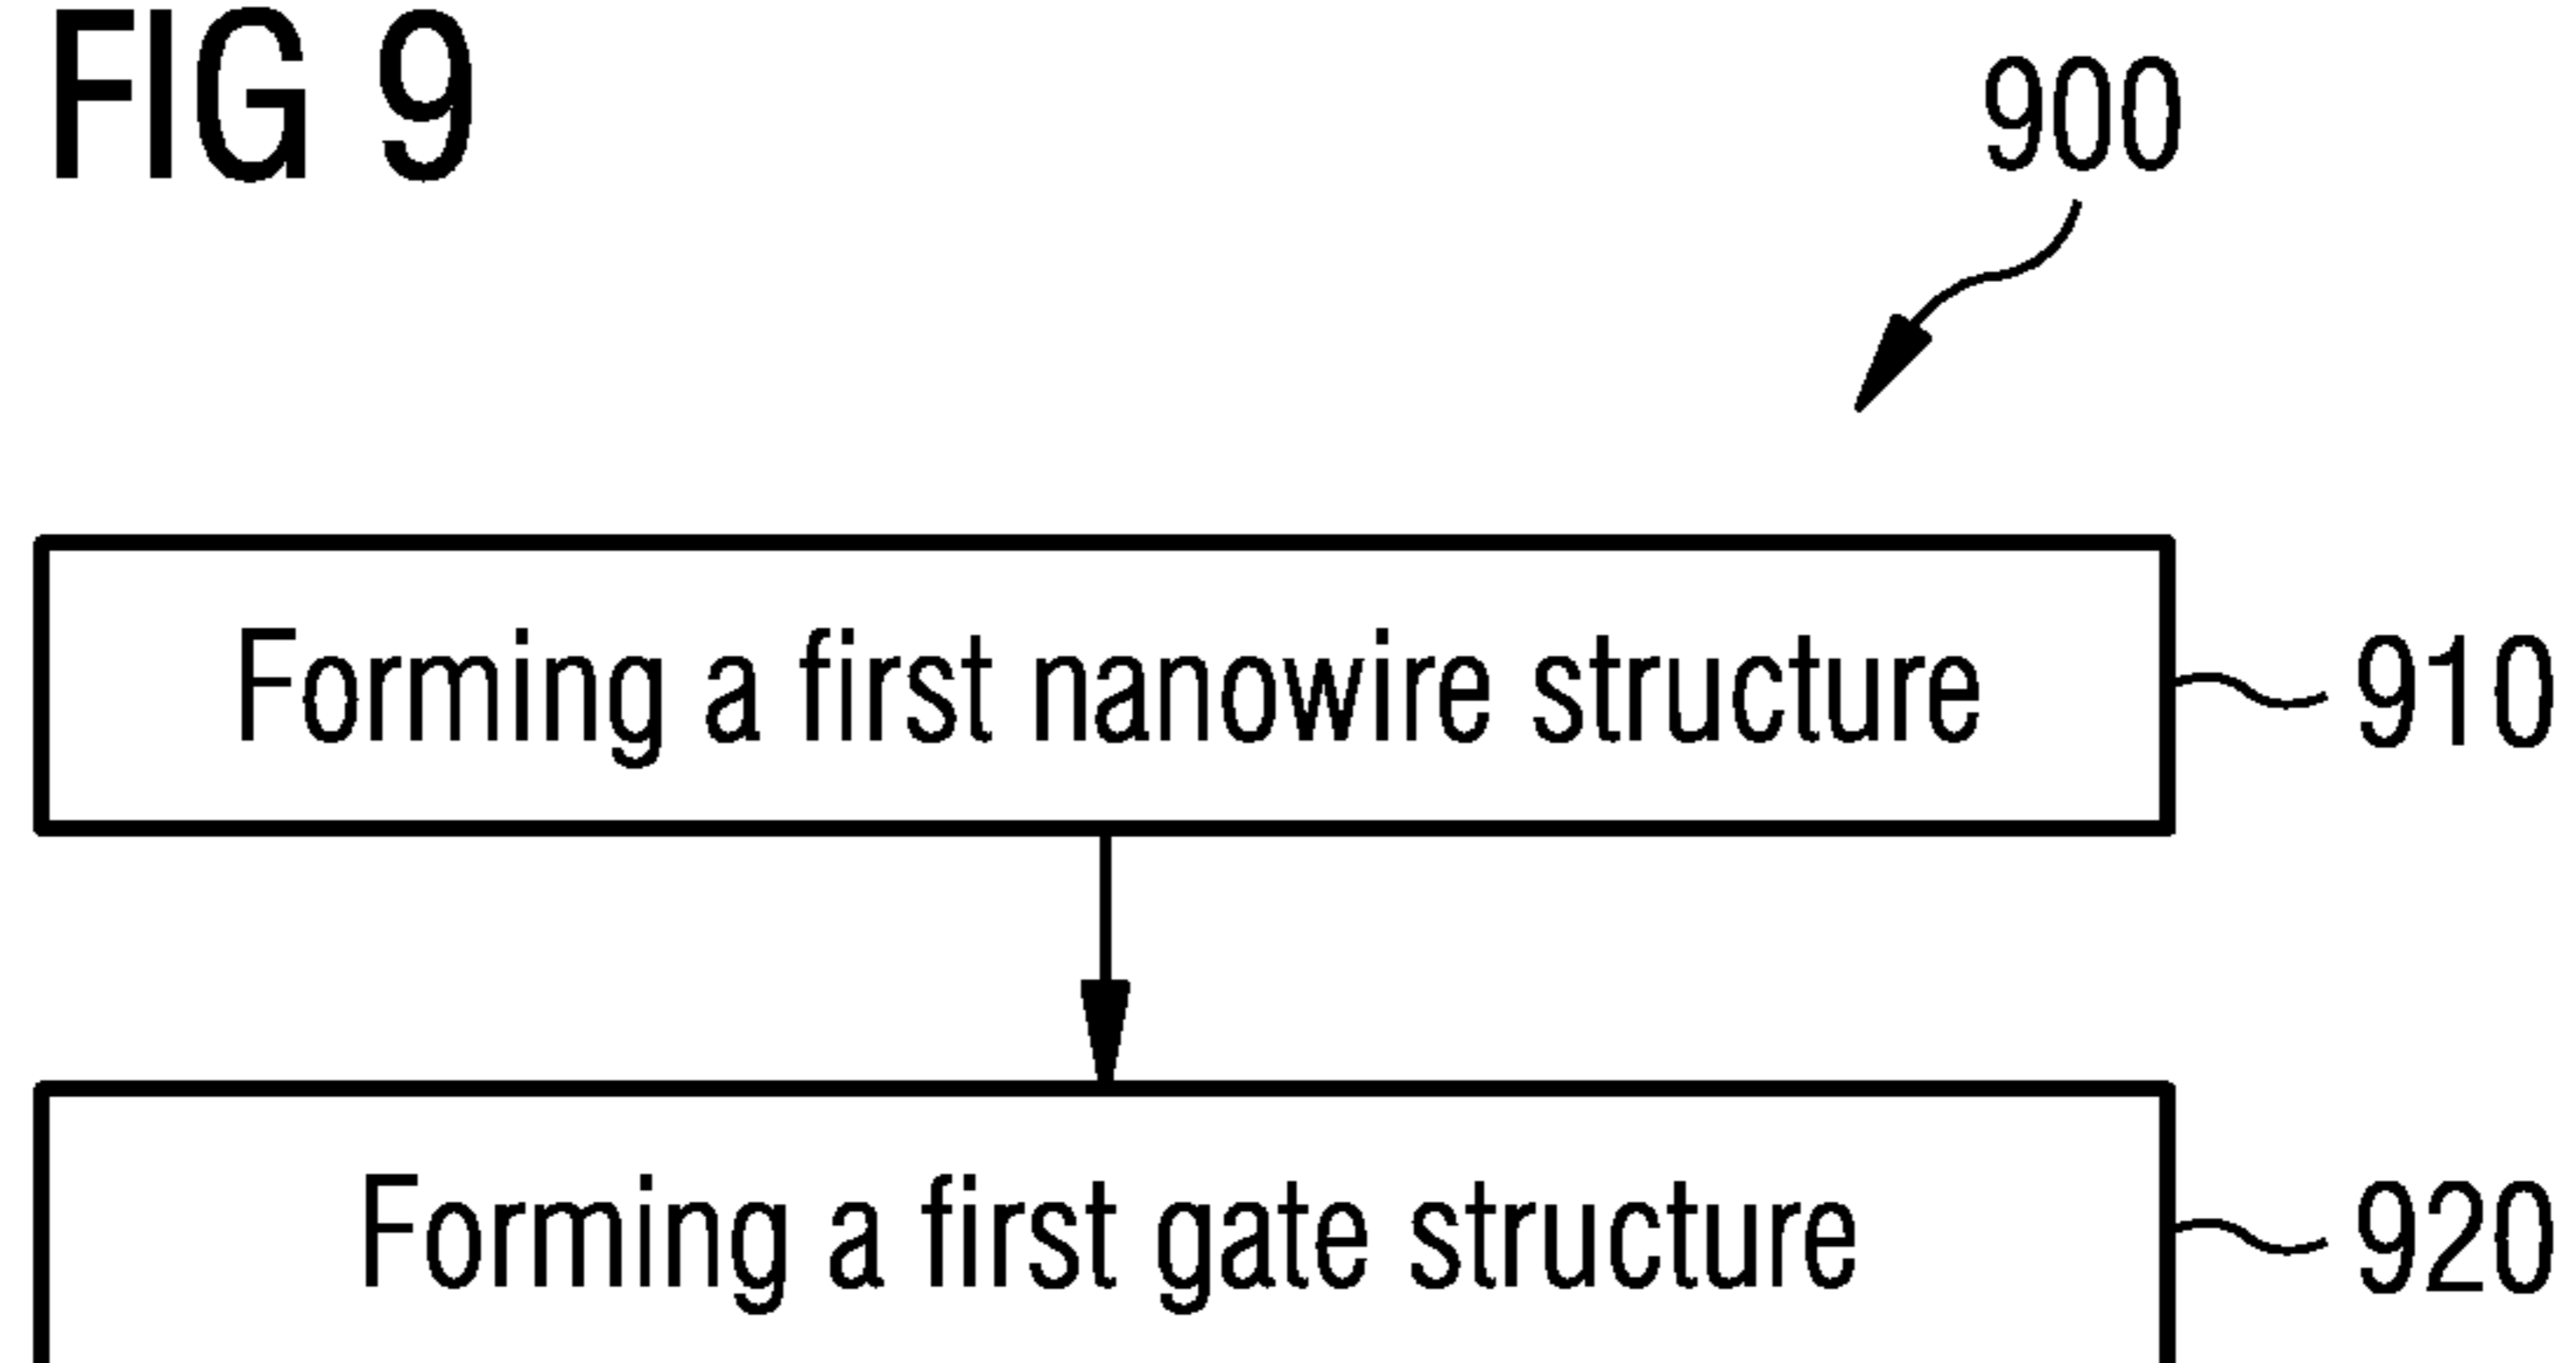 FIG 9
900
Forming a first nanowire structure
910
Forming a first gate structure
920